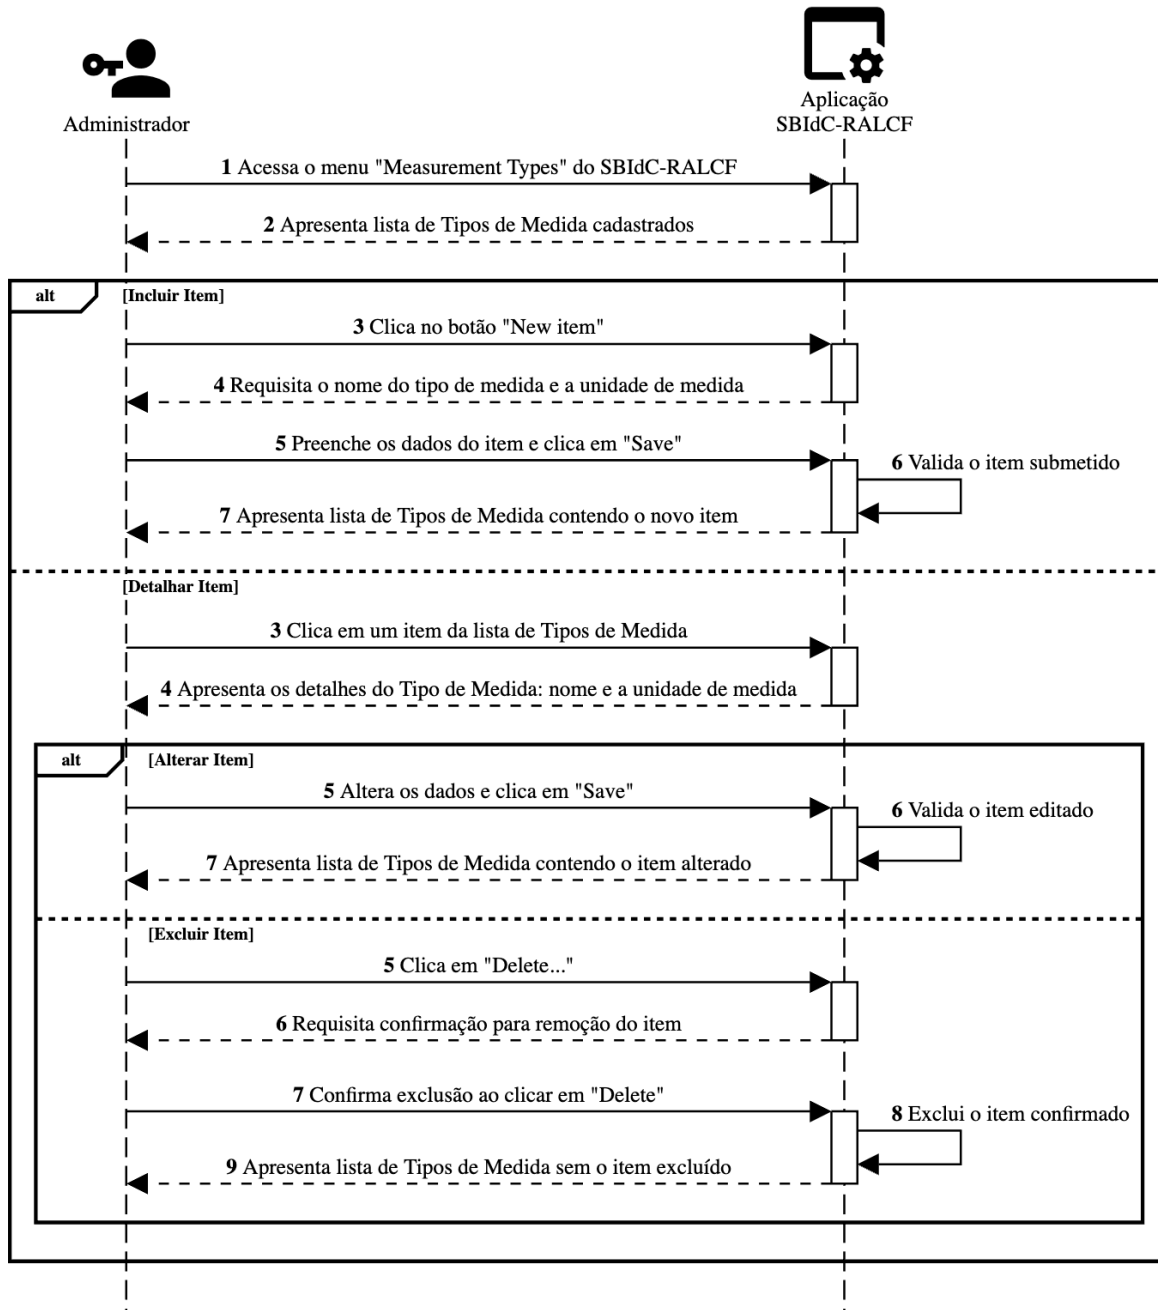 Administrador
Aplicação
SBIdC-RALCF
1 Acessa o menu "Measurement Types" do SBIdC-RALCF
2 Apresenta lista de Tipos de Medida cadastrados
alt
[Incluir Item]
3 Clica no botão "New item"
4 Requisita o nome do tipo de medida e a unidade de medida
5 Preenche os dados do item e clica em "Save"
6 Valida o item submetido
7 Apresenta lista de Tipos de Medida contendo o novo item
[Detalhar Item]
3 Clica em um item da lista de Tipos de Medida
4 Apresenta os detalhes do Tipo de Medida: nome e a unidade de medida
alt
[Alterar Item]
5 Altera os dados e clica em "Save"
6 Valida o item editado
7 Apresenta lista de Tipos de Medida contendo o item alterado
[Excluir Item]
5 Clica em "Delete..."
6 Requisita confirmação para remoção do item
7 Confirma exclusão ao clicar em "Delete"
8 Exclui o item confirmado
9 Apresenta lista de Tipos de Medida sem o item excluído